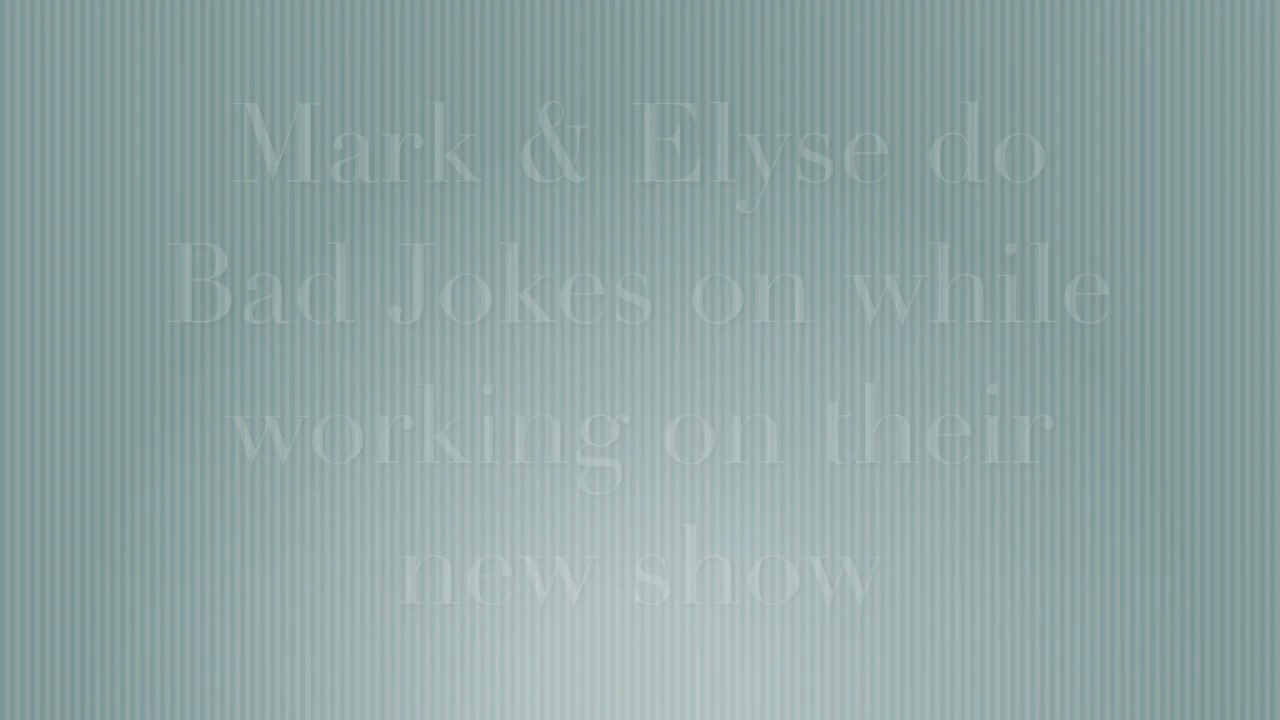 Mark & Elyse do
Bad Jokes on while
working on their
new show